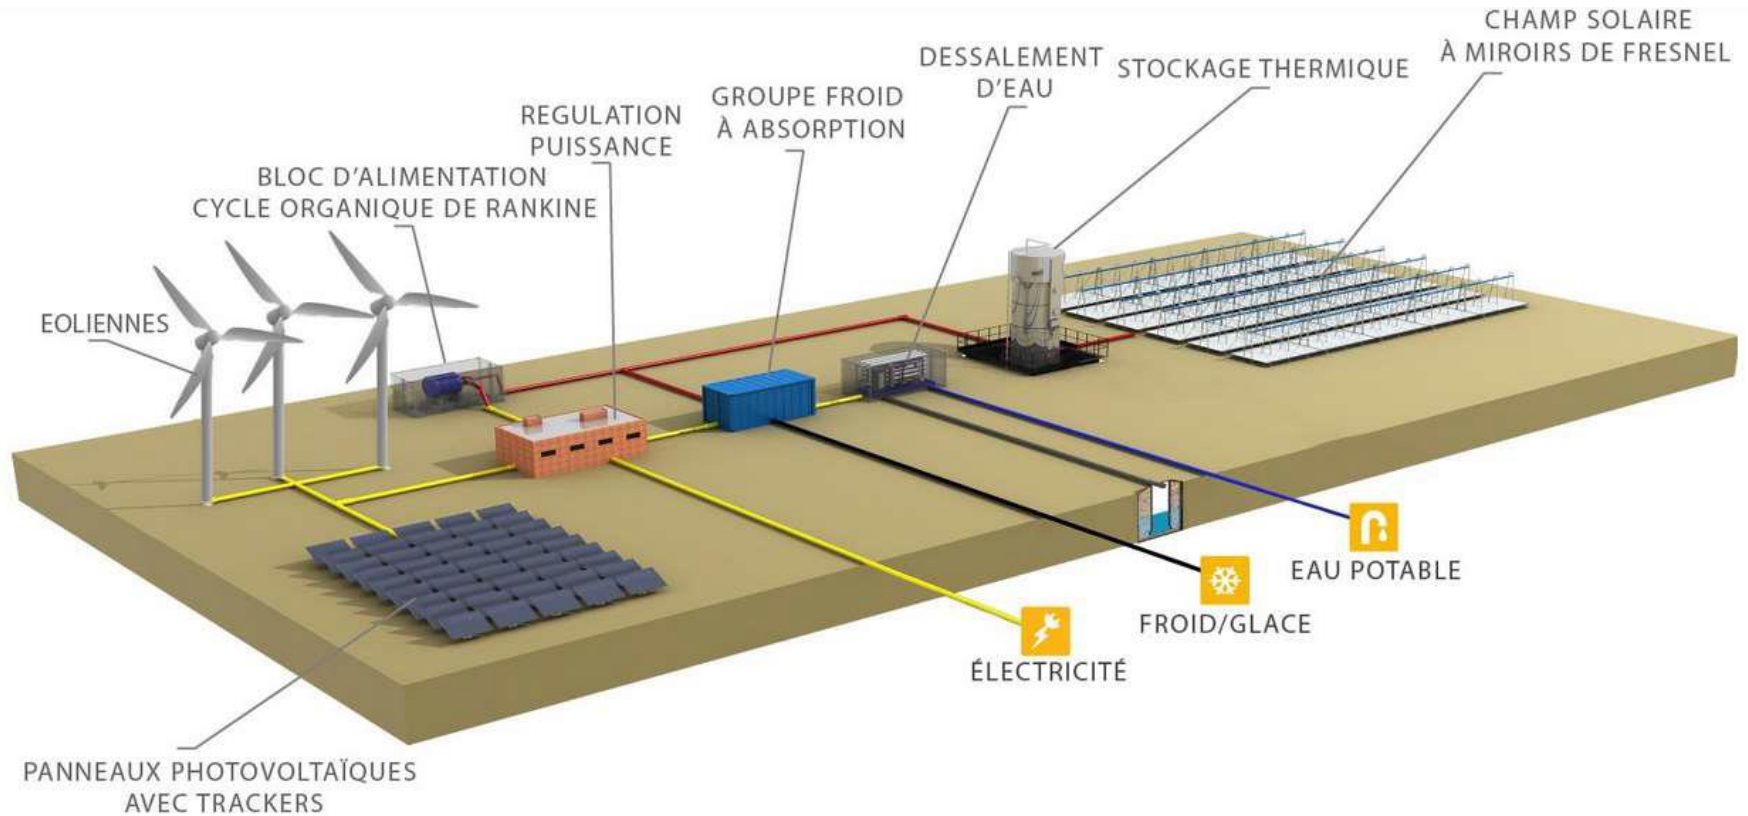 CHAMP SOLAIRE
À MIROIRS DE FRESNEL
DESSALEMENT
D'EAU
STOCKAGE THERMIQUE
GROUPE FROID
À ABSORPTION
REGULATION
PUISSANCE
BLOC D'ALIMENTATION
CYCLE ORGANIQUE DE RANKINE
EOLIENNES
EAU POTABLE
FROID/GLACE
ÉLECTRICITÉ
PANNEAUX PHOTOVOLTAÏQUES
AVEC TRACKERS